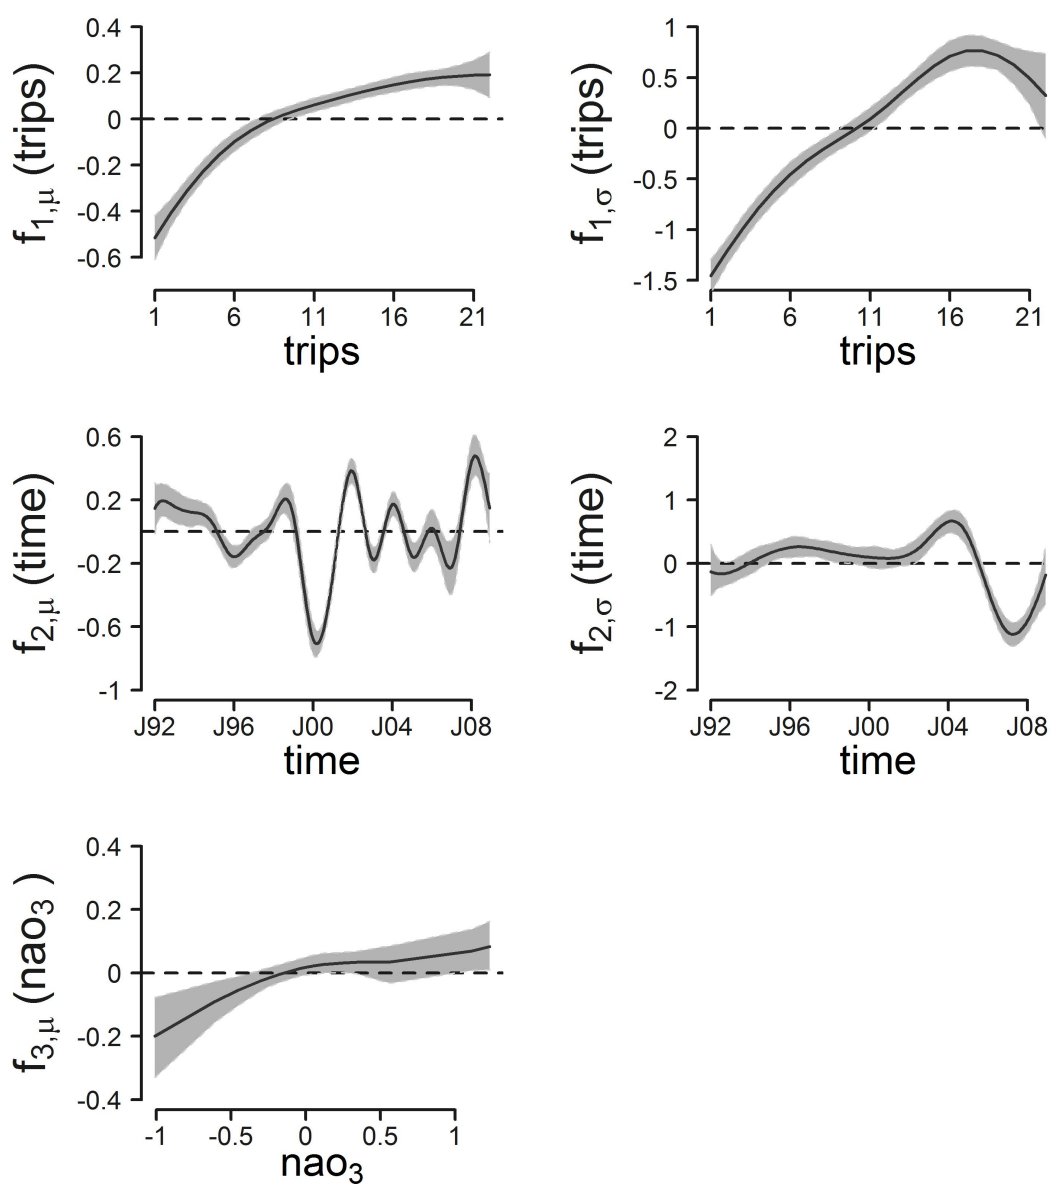 f1,μ (trips)
0.4
0.2
0
-0.2
-0.4
-0.6
1 6 11 16 21
trips
f1,σ (trips)
1
0.5
0
-0.5
-1
-1.5
1 6 11 16 21
trips
f2,μ (time)
0.6
0.2
-0.2
-0.6
-1
J92 J96 J00 J04 J08
time
f2,σ (time)
2
1
0
-1
-2
J92 J96 J00 J04 J08
time
f3,μ (nao3 )
0.4
0.2
0
-0.2
-0.4
-1 -0.5 0 0.5 1
nao3